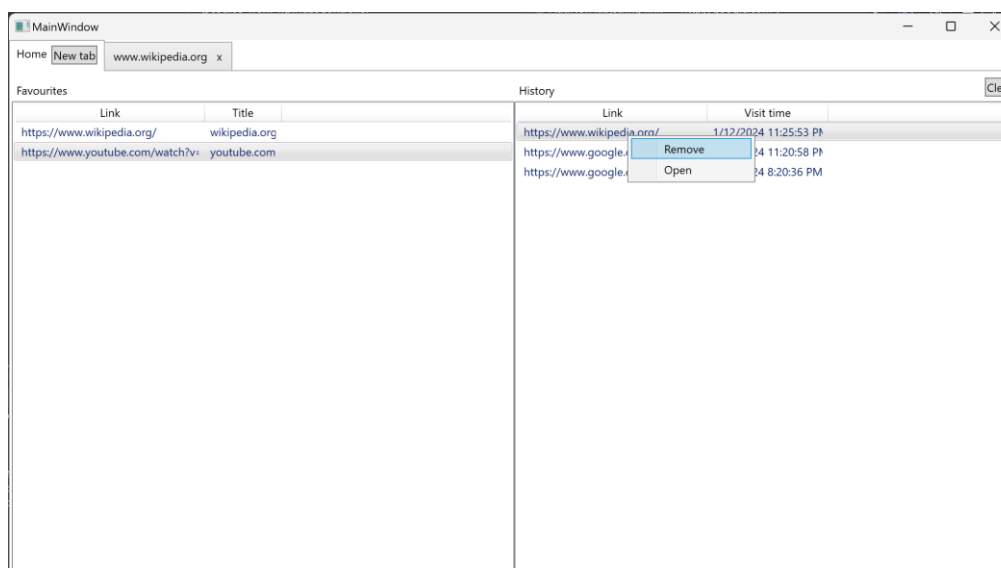 MainWindow
Home New tab www.wikipedia.org x
Favourites
Link Title
https://www.wikipedia.org/ wikipedia.org
https://www.youtube.com/watch?v= youtube.com
History
Cle
Link Visit time
https://www.wikipedia.org/ 1/12/2024 11:25:53 PM
https://www.google. 24 11:20:58 PM
https://www.google. 24 8:20:36 PM
Remove
Open